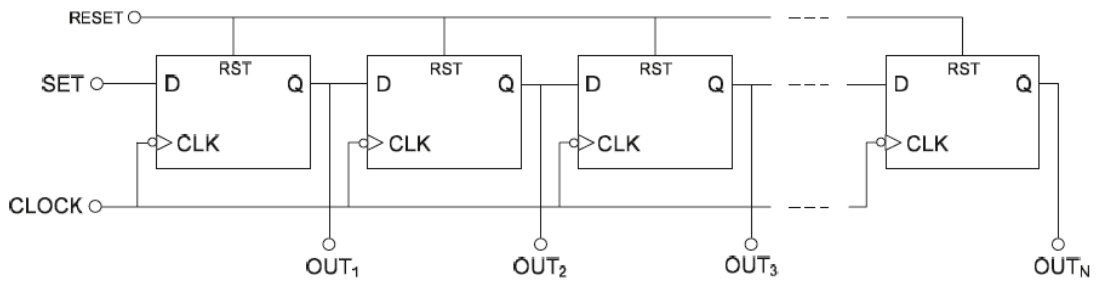 RESET
RST RST RST RST
SET D Q D Q D Q D Q
CLK CLK CLK CLK
CLOCK
OUT1 OUT2 OUT3 OUTN